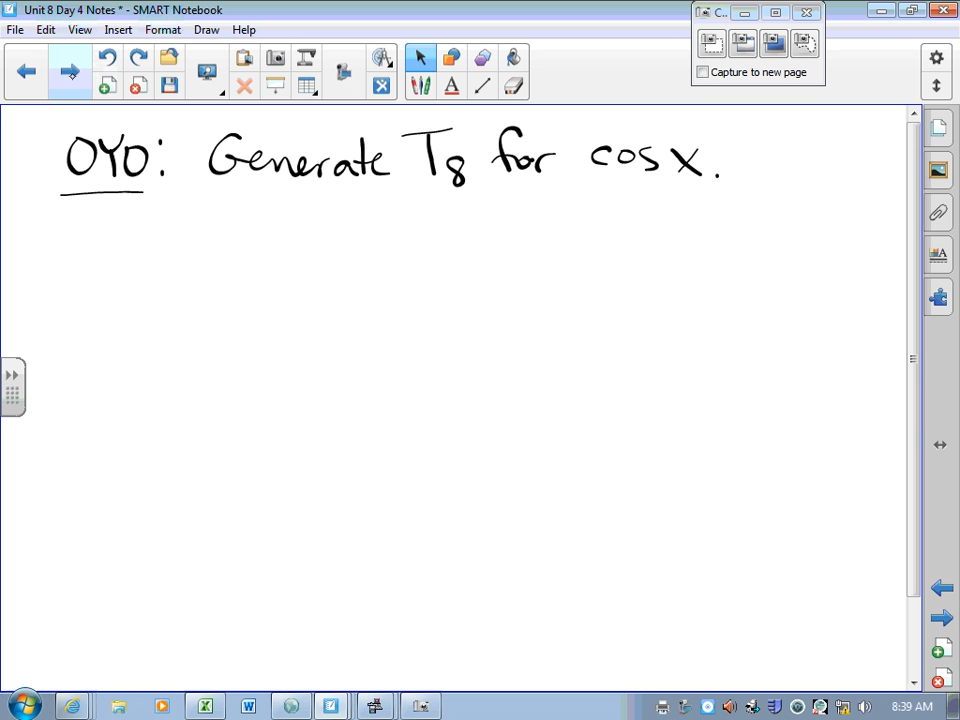 Unit 8 Day 4 Notes * - SMART Notebook
C..
File Edit View Insert Format Draw Help
Capture to new page
OYO: Generate T8 for cos x.
8:39 AM